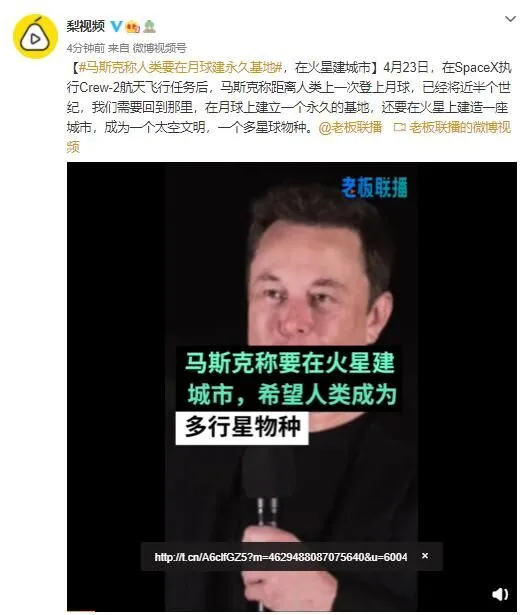 梨视频
4分钟前 来自 微博视频号
【#马斯克称人类要在月球建永久基地#，在火星建城市】4月23日，在SpaceX执
行Crew-2航天飞行任务后，马斯克称距离人类上一次登上月球，已经将近半个世
纪，我们需要回到那里，在月球上建立一个永久的基地，还要在火星上建造一座
城市，成为一个太空文明，一个多星球物种。@老板联播 老板联播的微博视
频
老板联播
马斯克称要在火星建
城市，希望人类成为
多行星物种
http://t.cn/A6cIfGZ5?m=4629488087075640&u=6004